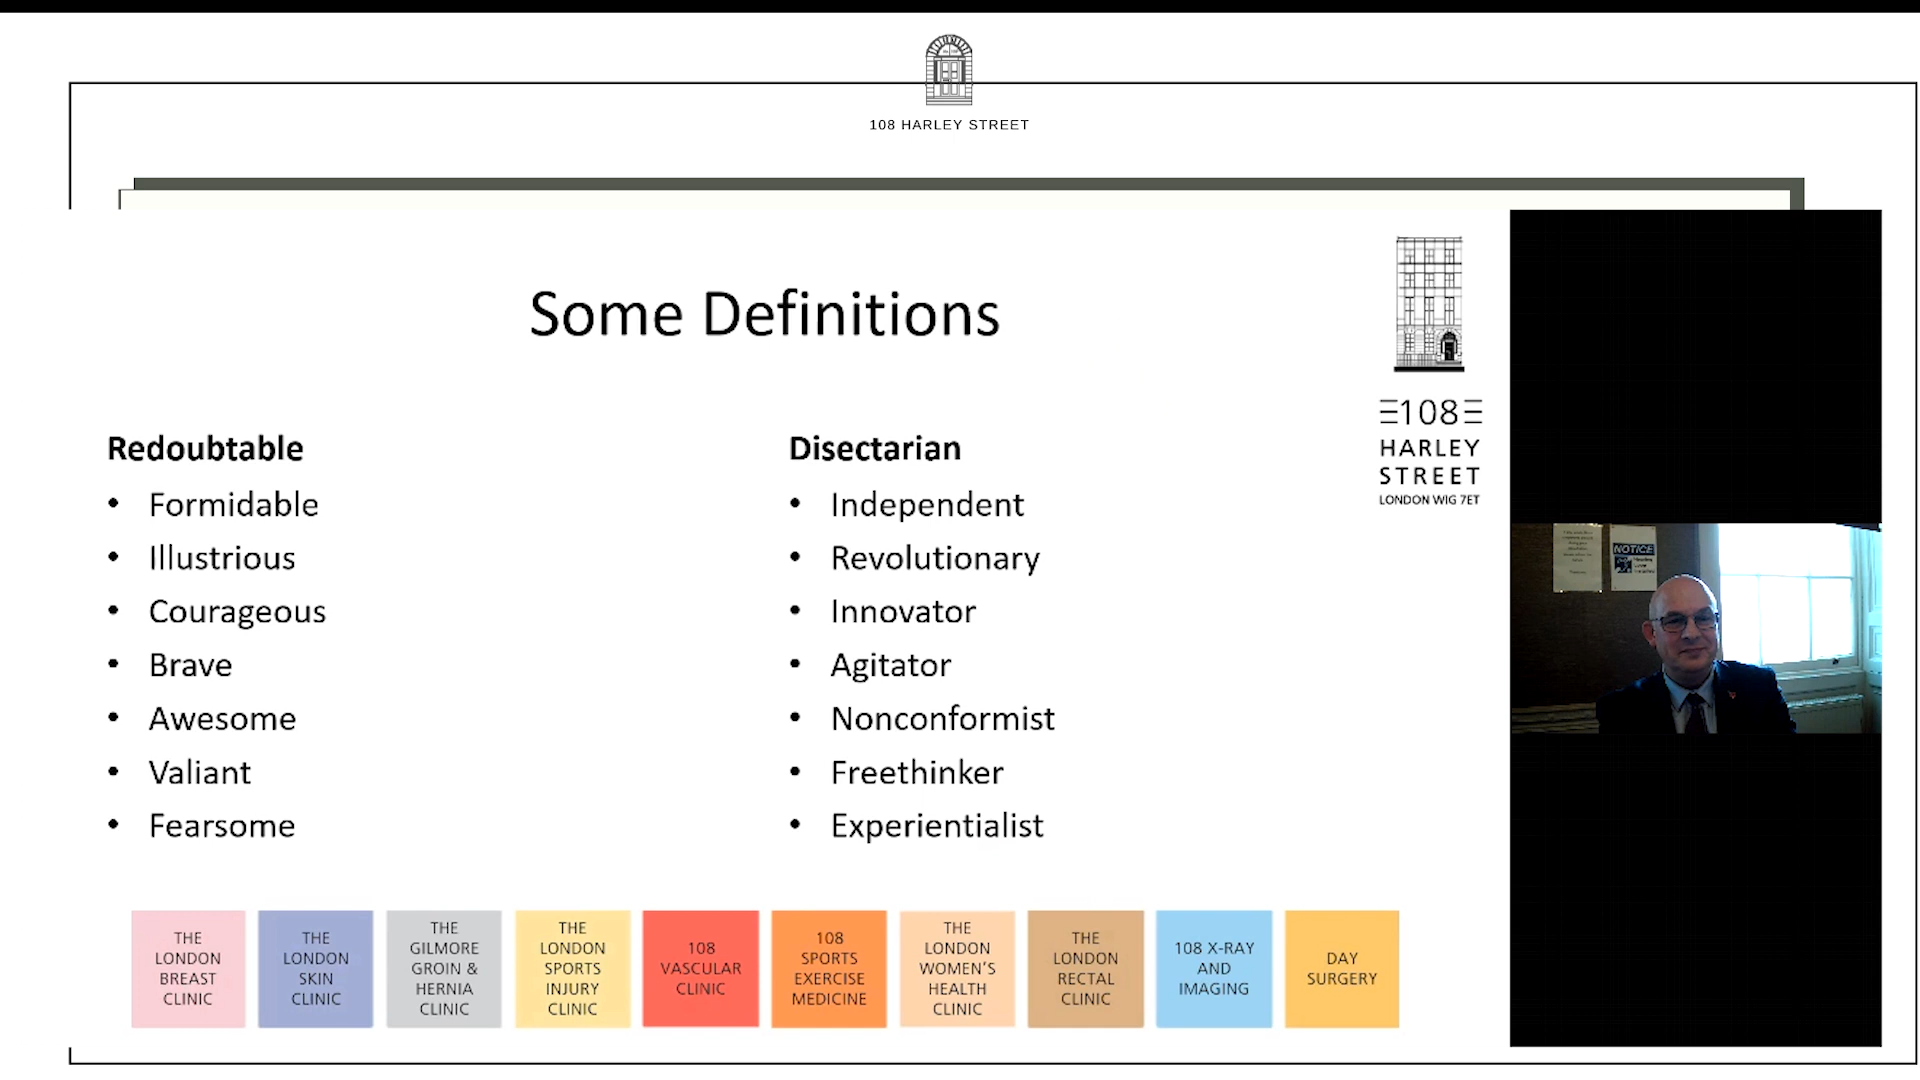 108 HARLEY STREET
Some Definitions
108
HARLEY
STREET
LONDON WIG 7ET
Redoubtable
• Formidable
• Illustrious
• Courageous
• Brave
• Awesome
• Valiant
• Fearsome
Disectarian
• Independent
• Revolutionary
• Innovator
• Agitator
• Nonconformist
• Freethinker
• Experientialist
NOTICE
THE
LONDON
BREAST
CLINIC
THE
LONDON
SKIN
CLINIC
THE
GILMORE
GROIN &
HERNIA
CLINIC
THE
LONDON
SPORTS
INJURY
CLINIC
108
VASCULAR
CLINIC
108
SPORTS
EXERCISE
MEDICINE
THE
LONDON
WOMEN'S
HEALTH
CLINIC
THE
LONDON
RECTAL
CLINIC
108 X-RAY
AND
IMAGING
DAY
SURGERY